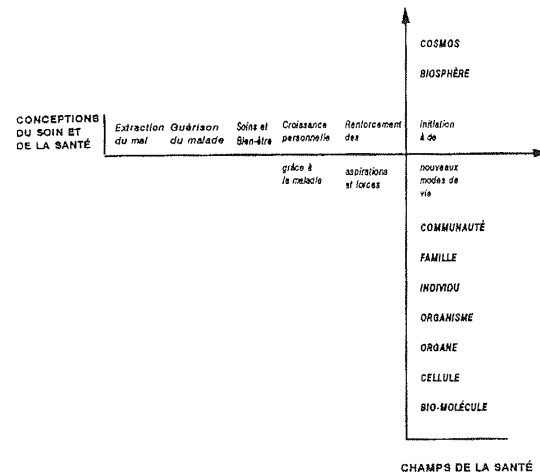 COSMOS
BIOSPHÈRE
CONCEPTIONS
DU SOIN ET
DE LA SANTÉ
Extraction
du mal
Guérison
du malade
Soins et
Bien-être
Croissance
personnelle
Renforcement
des
Initiation
à de
grâce à
la maladie
aspirations
et forces
nouveaux
modes de
vie
COMMUNAUTÉ
FAMILLE
INDIVIDU
ORGANISME
ORGANE
CELLULE
BIO-MOLÉCULE
CHAMPS DE LA SANTÉ